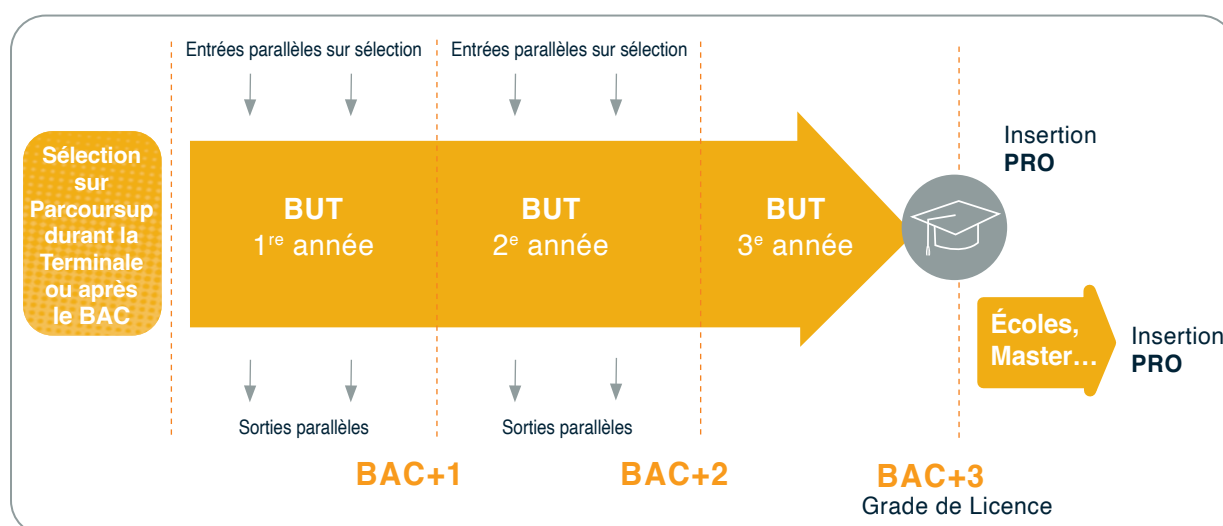 Entrées parallèles sur sélection
Entrées parallèles sur sélection
Sélection
sur
Parcoursup
durant la
Terminale
ou après
le BAC
BUT
1re année
BUT
2e année
BUT
3e année
Insertion
PRO
Écoles,
Master…
Insertion
PRO
Sorties parallèles
Sorties parallèles
BAC+1
BAC+2
BAC+3
Grade de Licence